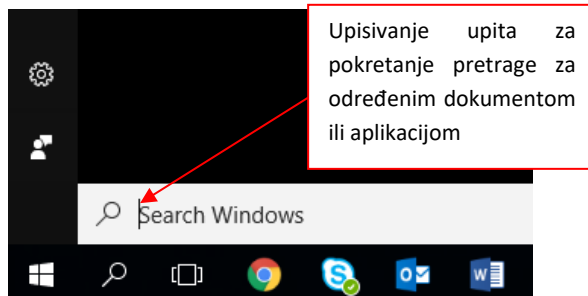 Upisivanje upita za
pokretanje pretrage za
određenim dokumentom
ili aplikacijom
Search Windows